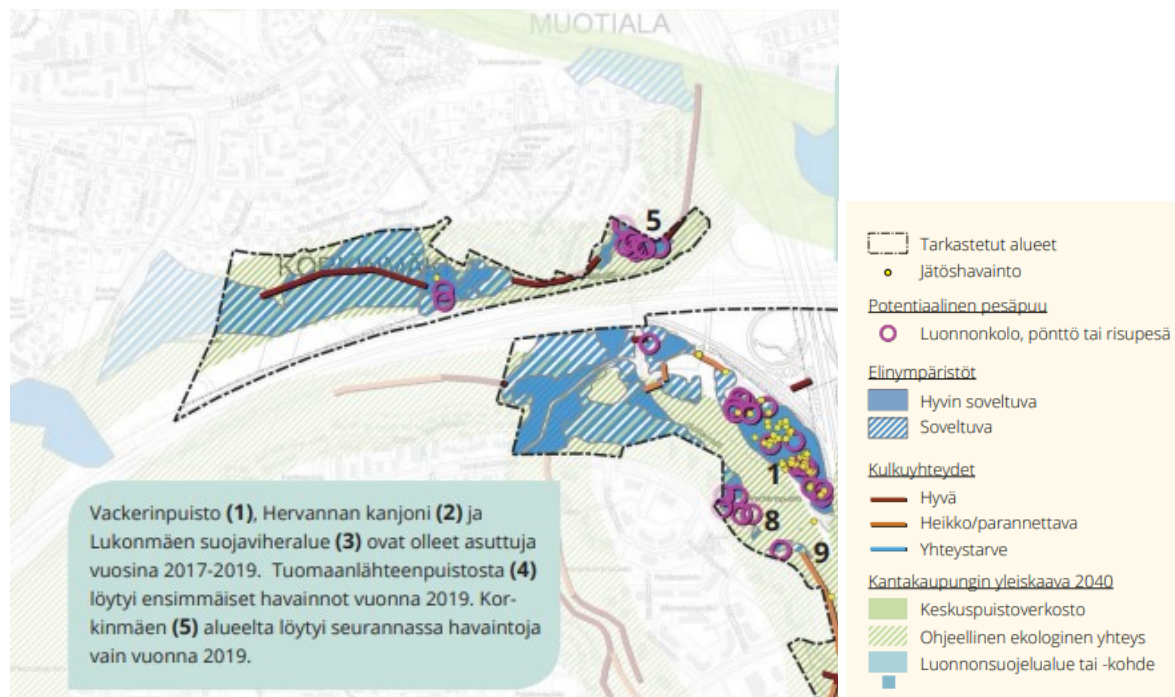 MUOTIALA
5
1
8
9
Vackerinpuisto (1), Hervannan kanjoni (2) ja
Lukonmäen suojaviheralue (3) ovat olleet asuttuja
vuosina 2017-2019. Tuomaanlähteenpuistosta (4)
löytyi ensimmäiset havainnot vuonna 2019. Kor-
kinmäen (5) alueelta löytyi seurannassa havaintoja
vain vuonna 2019.
Tarkastetut alueet
Jätöshavainto
Potentiaalinen pesäpuu
Luonnonkolo, pönttö tai risupesä
Elinympäristöt
Hyvin soveltuva
Soveltuva
Kulkuyhteydet
Hyvä
Heikko/parannettava
Yhteystarve
Kantakaupungin yleiskaava 2040
Keskuspuistoverkosto
Ohjeellinen ekologinen yhteys
Luonnonsuojelualue tai -kohde